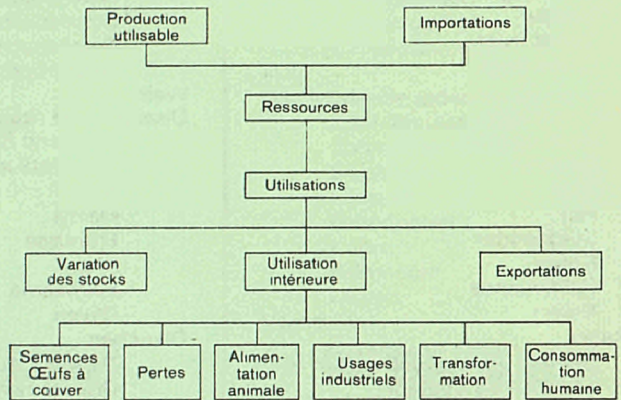 Production
utilisable
Importations
Ressources
Utilisations
Variation
des stocks
Utilisation
intérieure
Exportations
Semences
Œufs à
couver
Pertes
Alimen-
tation
animale
Usages
industriels
Transfor-
mation
Consomma-
tion
humaine